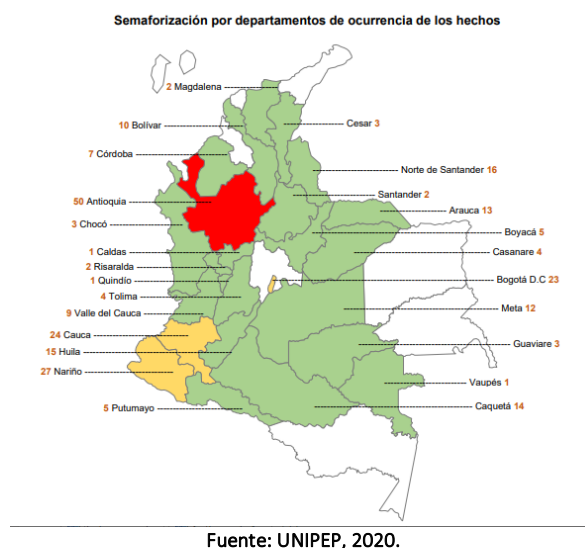 Semaforización por departamentos de ocurrencia de los hechos
2 Magdalena
10 Bolívar
Cesar 3
7 Córdoba
Norte de Santander 16
Santander 2
50 Antioquia
Arauca 13
3 Chocó
Boyacá 5
1 Caldas
Casanare 4
2 Risaralda
1 Quindío
Bogotá D.C 23
4 Tolima
Meta 12
9 Valle del Cauca
24 Cauca
Guaviare 3
15 Huila
27 Nariño
Vaupés 1
5 Putumayo
Caquetá 14
Fuente: UNIPEP, 2020.